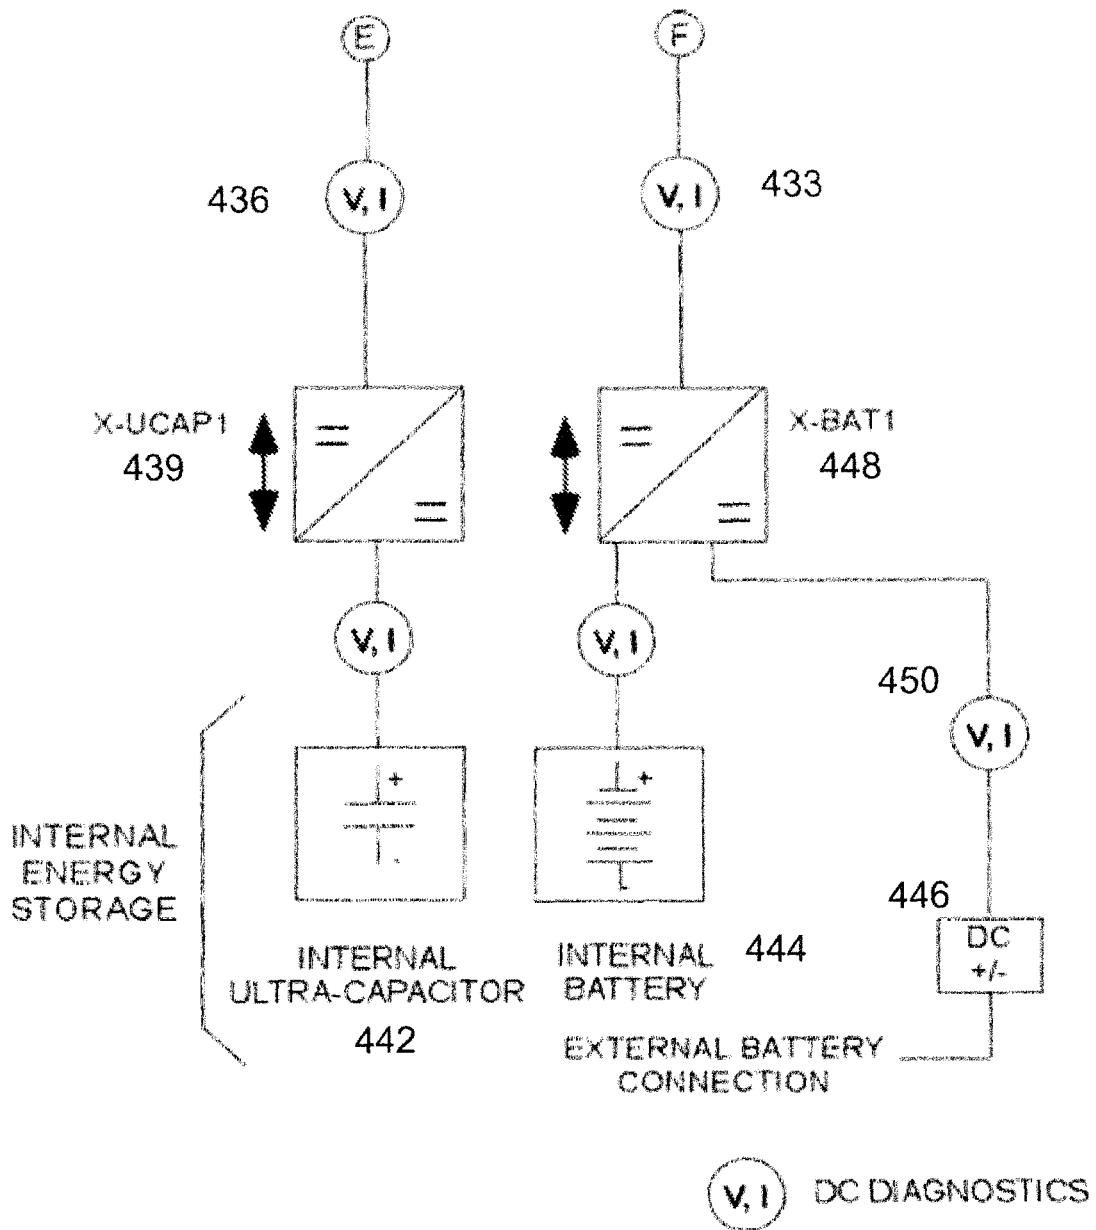 E
F
436
V, I
V, I
433
X-UCAP1
439
X-BAT1
448
V, I
V, I
450
V, I
+
-
+
-
INTERNAL
ENERGY
STORAGE
446
DC
+/-
INTERNAL
ULTRA-CAPACITOR
442
INTERNAL
BATTERY
444
EXTERNAL BATTERY
CONNECTION
V, I
DC DIAGNOSTICS